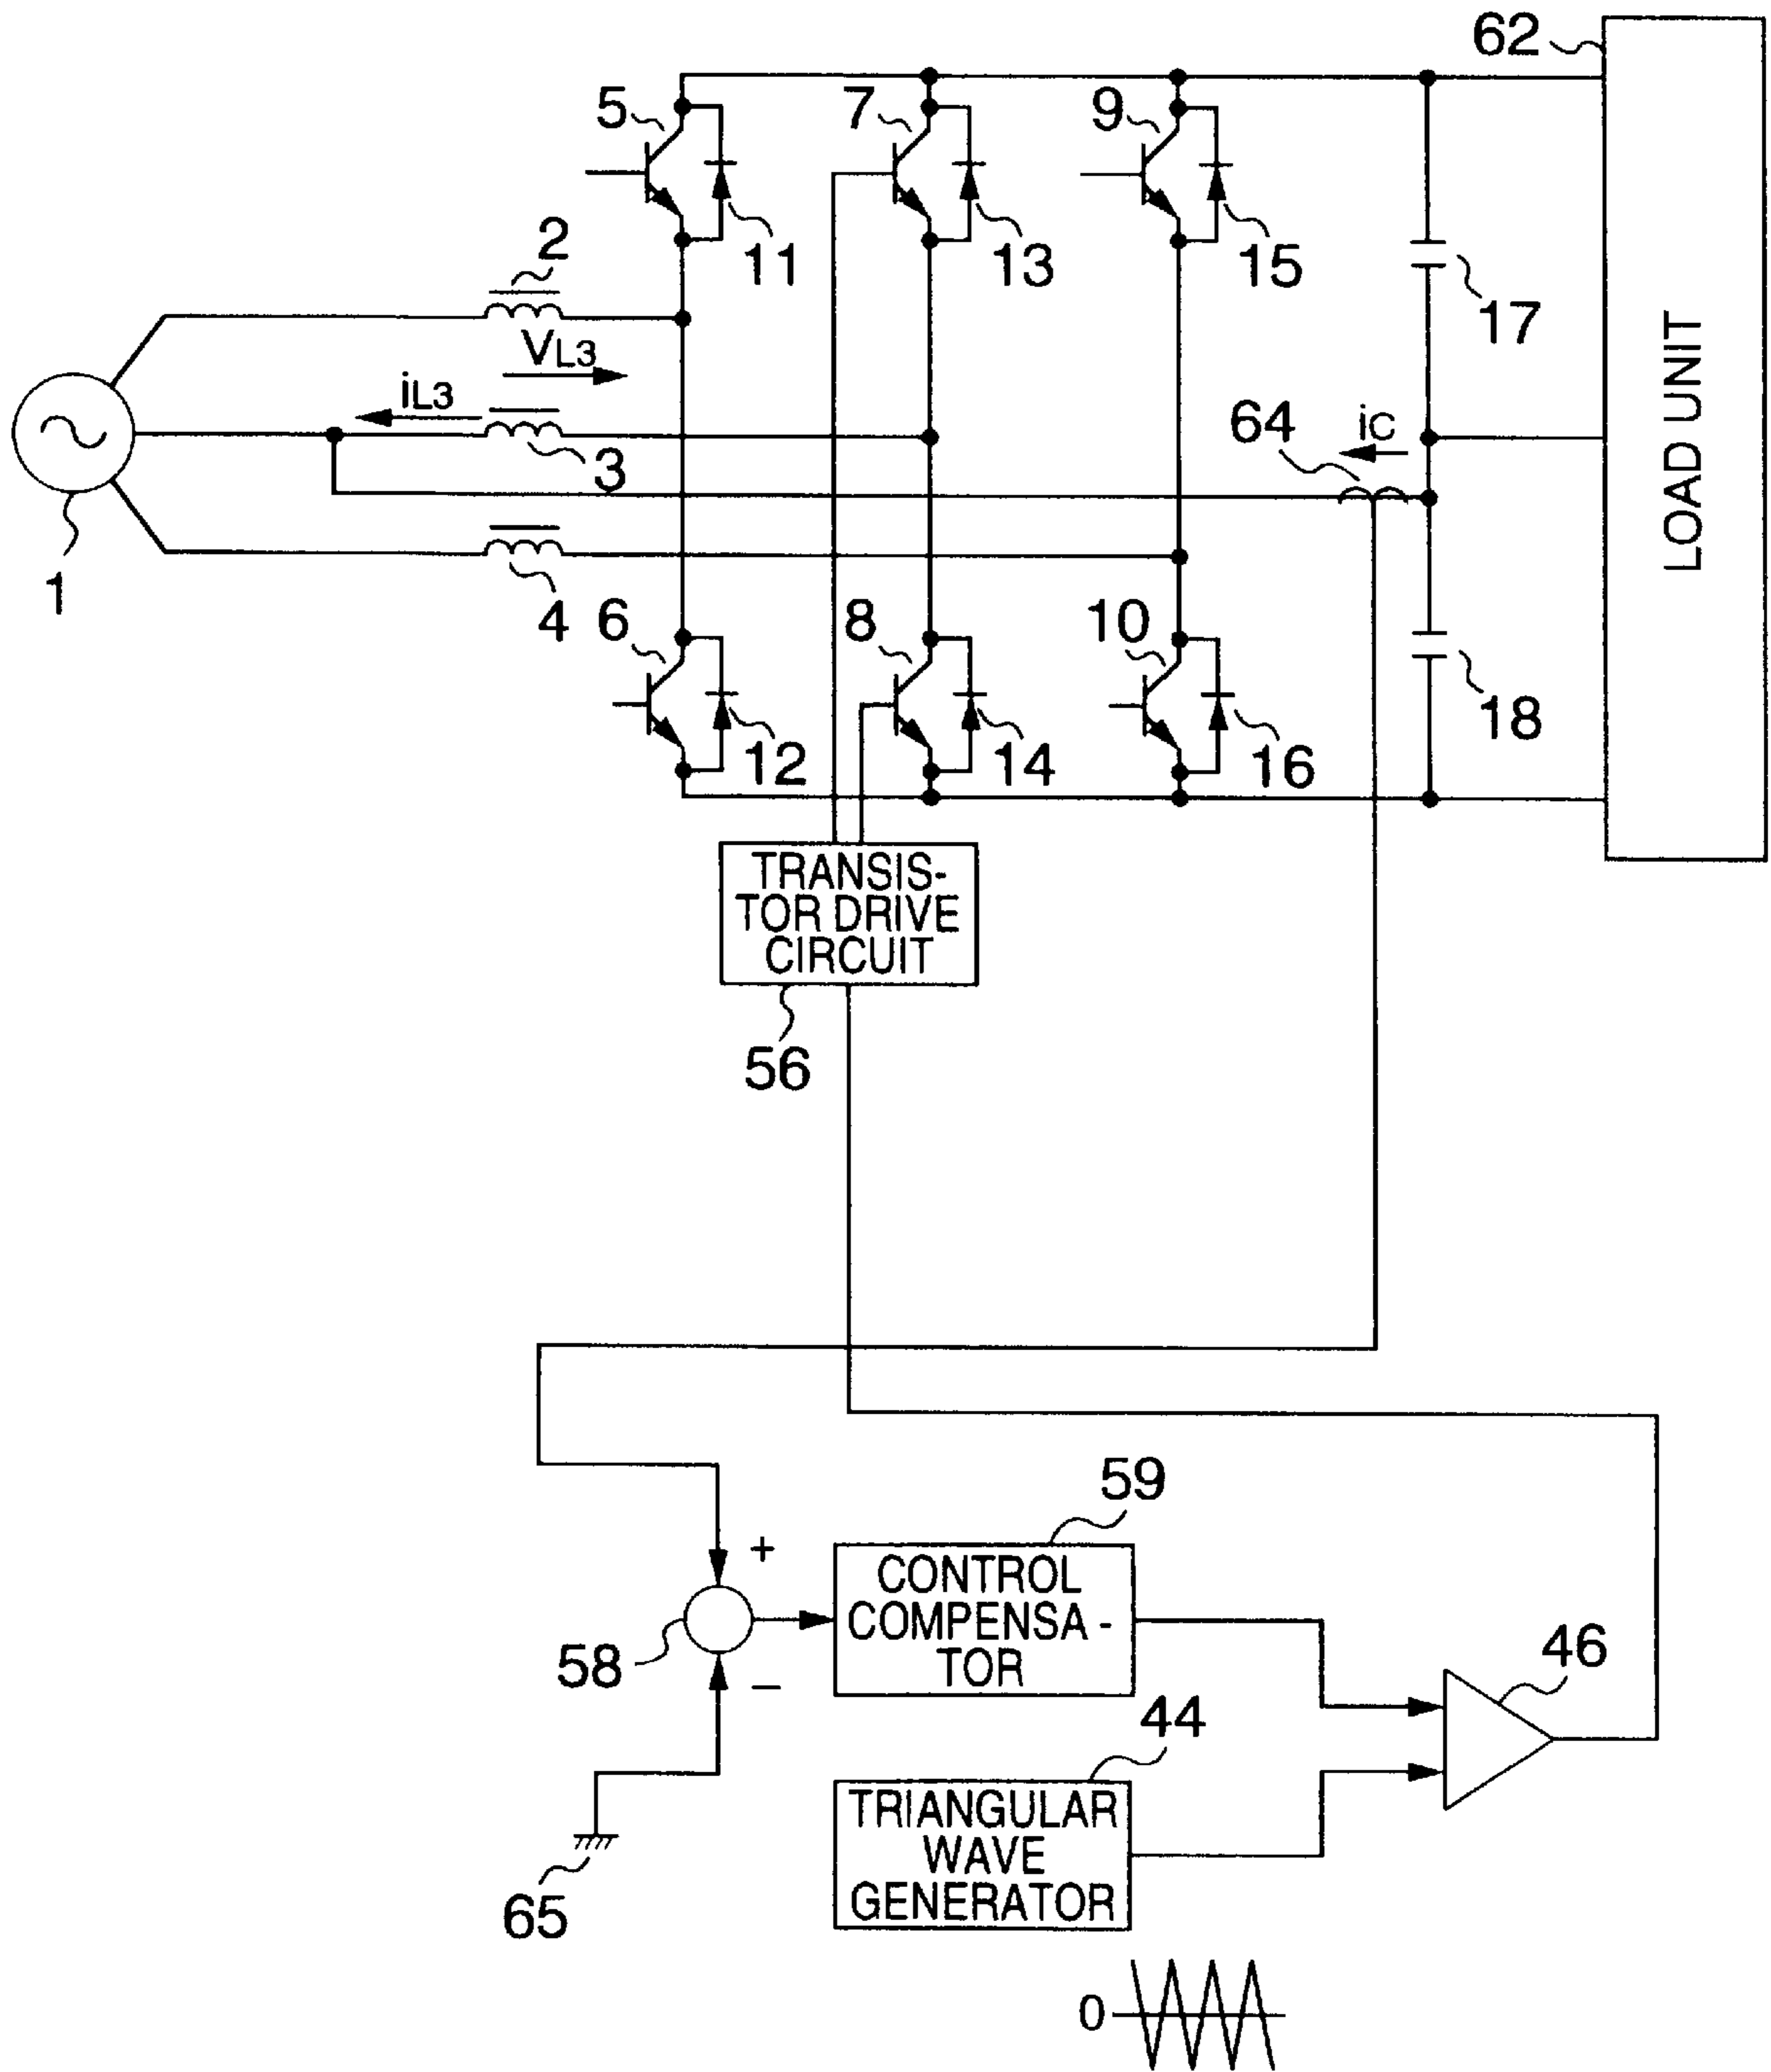 62
5
7
9
11
13
15
2
17
VL3
iL3
64
iC
3
LOAD UNIT
1
4
6
8
10
18
12
14
16
TRANSIS-
TOR DRIVE
CIRCUIT
56
59
+
CONTROL
COMPENSA -
TOR
58
46
−
44
TRIANGULAR
WAVE
GENERATOR
65
0